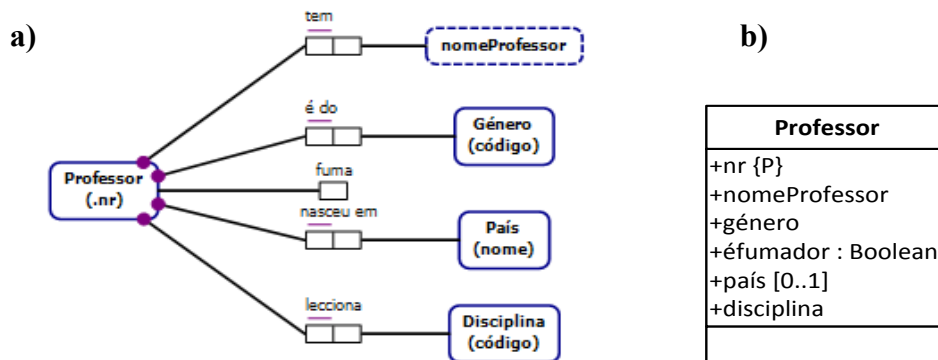 a)
tem
nomeProfessor
é do
Género
(código)
fuma
Professor
(.nr)
nasceu em
País
(nome)
lecciona
Disciplina
(código)
b)
Professor
+nr {P}
+nomeProfessor
+género
+éfumador : Boolean
+país [0..1]
+disciplina